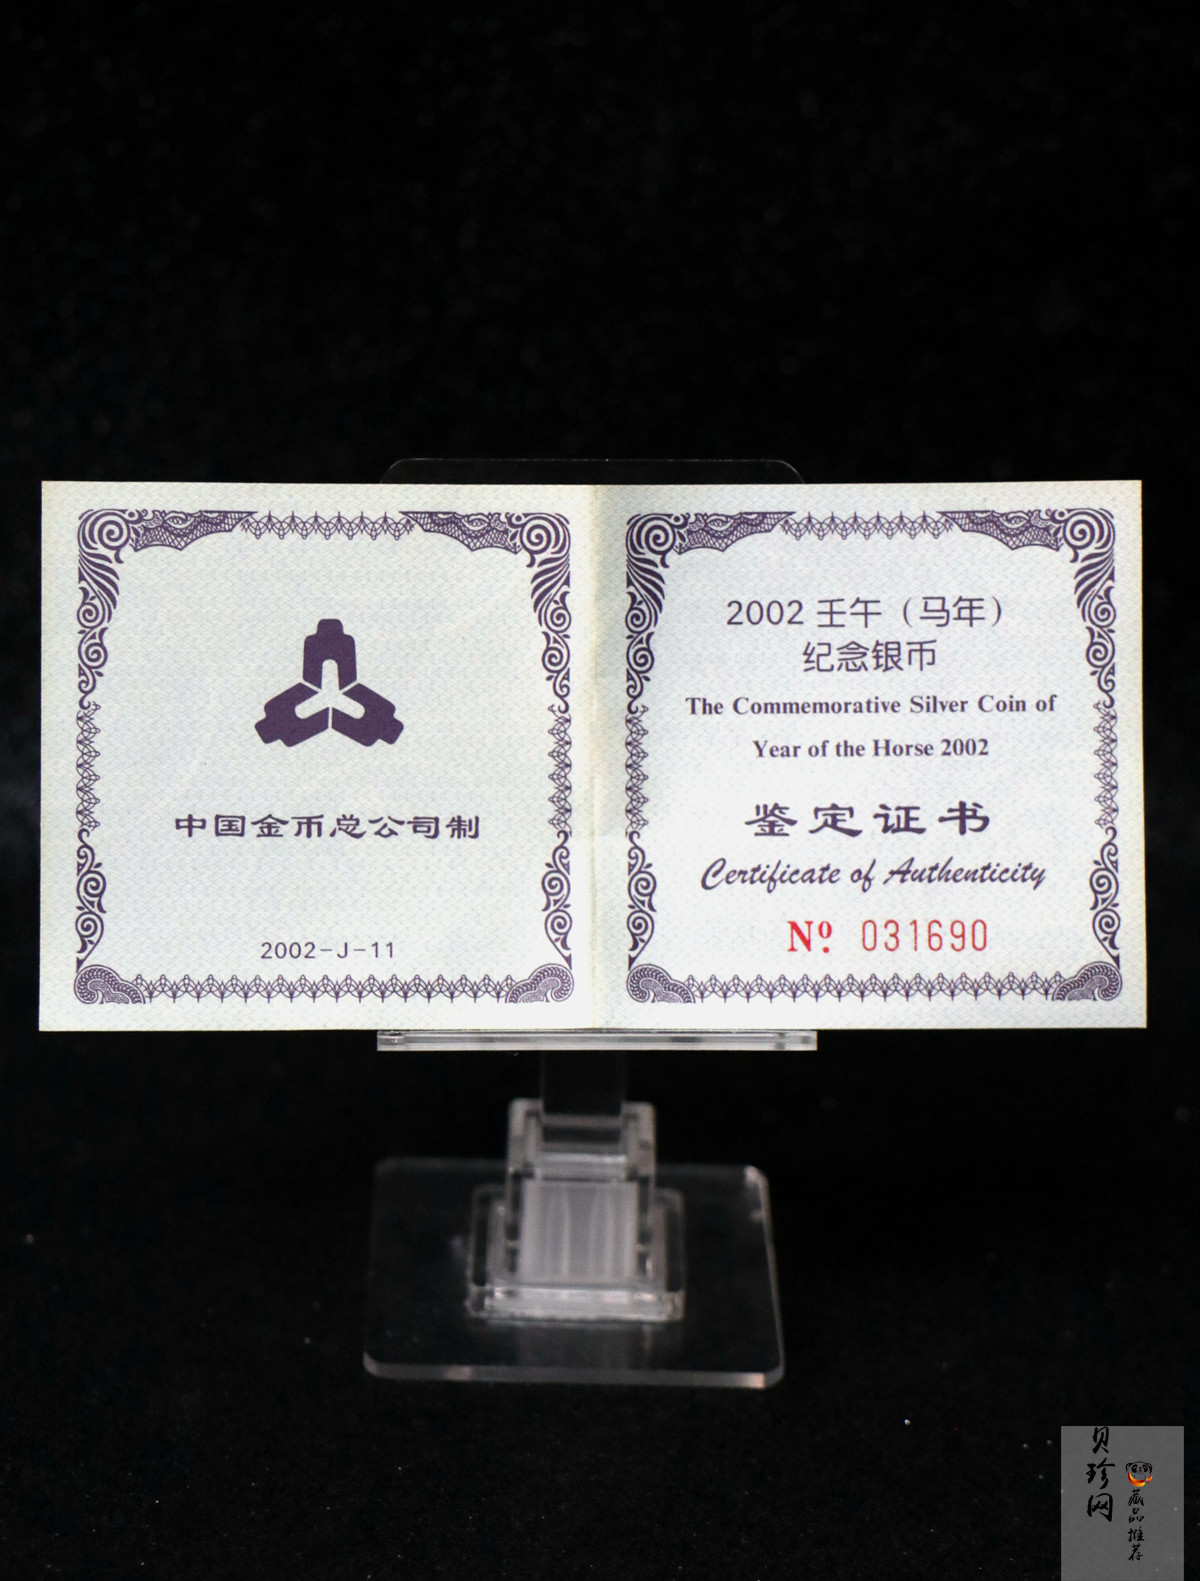 中国金币总公司制
2002-J-11
2002 壬午（马年）
纪念银币
The Commemorative Silver Coin of
Year of the Horse 2002
鉴定证书
Certificate of Authenticity
Nº 031690
贝珍网
藏品推荐